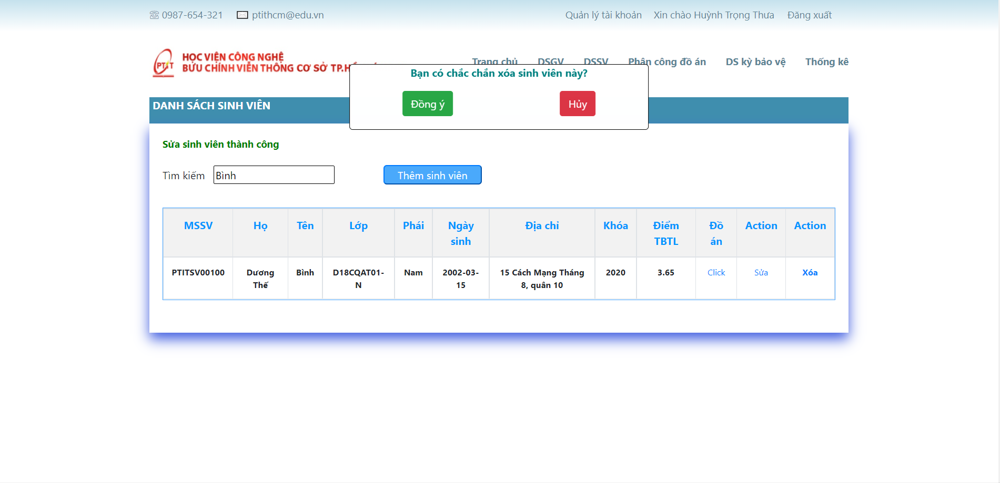 0987-654-321 ptithcm@edu.vn Quản lý tài khoản Xin chào Huỳnh Trọng Thưa Đăng xuất
HỌC VIỆN CÔNG NGHỆ
BƯU CHÍNH VIỄN THÔNG CƠ SỞ TP.H
PTIT
Trang chủ DSGV DSSV Phân công đồ án DS kỳ bảo vệ Thống kê
Bạn có chắc chắn xóa sinh viên này?
Đồng ý Hủy
DANH SÁCH SINH VIÊN
Sửa sinh viên thành công
Tìm kiếm Bình Thêm sinh viên
MSSV Họ Tên Lớp Phái Ngày Địa chỉ Khóa Điểm Đồ Action Action
sinh TBTL án
PTITSV00100 Dương Bình D18CQAT01- Nam 2002-03- 15 Cách Mạng Tháng 2020 3.65 Click Sửa Xóa
Thế N 15 8, quân 10